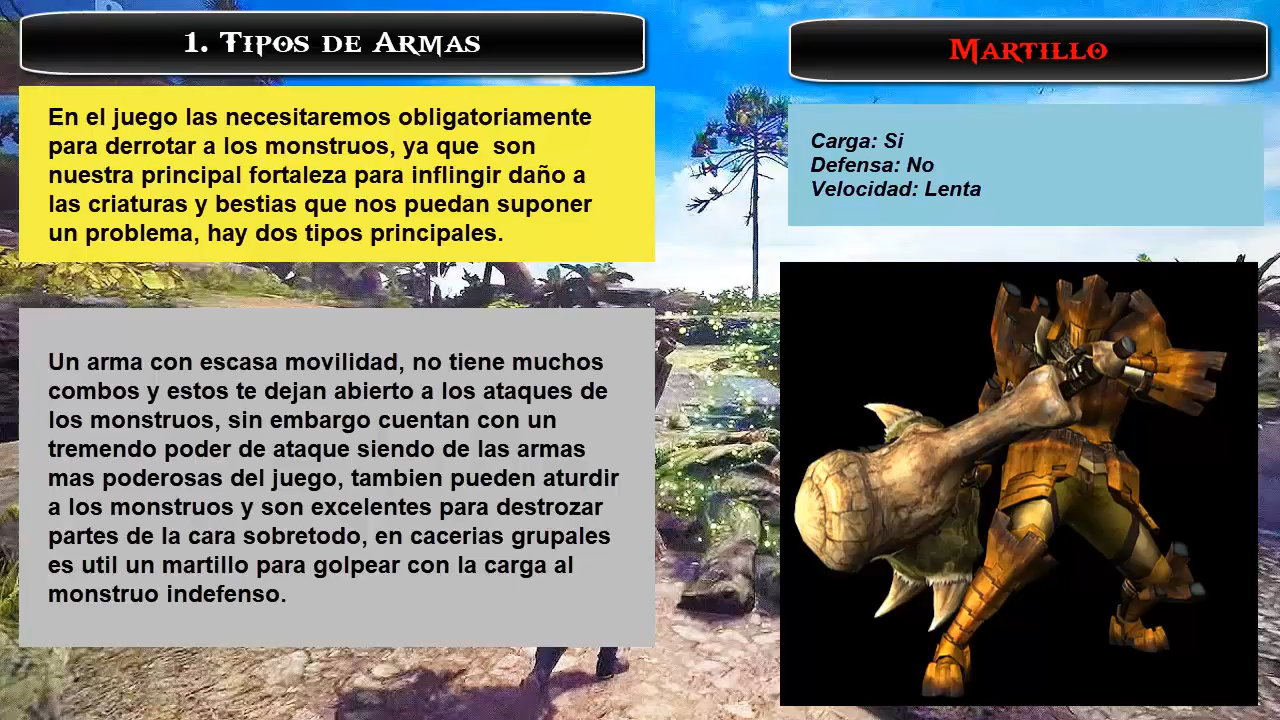 1. Tipos de Armas
En el juego las necesitaremos obligatoriamente
para derrotar a los monstruos, ya que  son
nuestra principal fortaleza para inflingir daño a
las criaturas y bestias que nos puedan suponer
un problema, hay dos tipos principales.
Un arma con escasa movilidad, no tiene muchos
combos y estos te dejan abierto a los ataques de
los monstruos, sin embargo cuentan con un
tremendo poder de ataque siendo de las armas
mas poderosas del juego, tambien pueden aturdir
a los monstruos y son excelentes para destrozar
partes de la cara sobretodo, en cacerias grupales
es util un martillo para golpear con la carga al
monstruo indefenso.
Martillo
Carga: Si
Defensa: No
Velocidad: Lenta